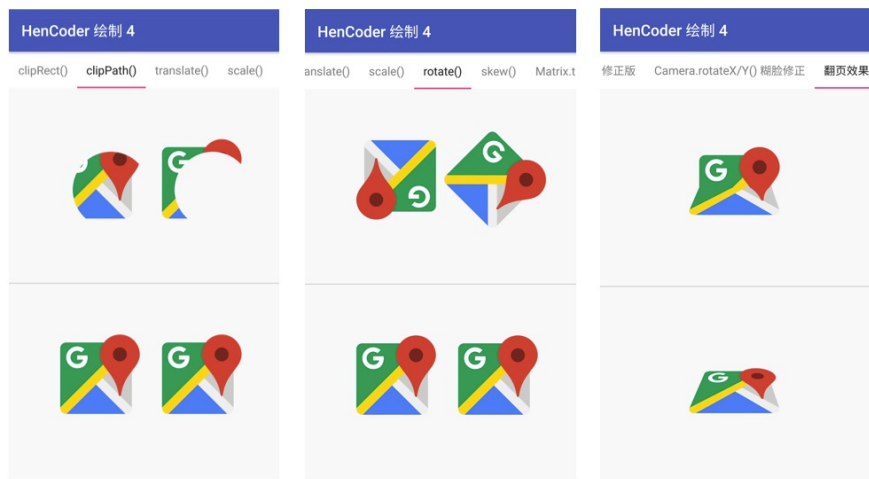 HenCoder 绘制 4
clipRect() clipPath() translate() scale()
G G
G G
HenCoder 绘制 4
anslate() scale() rotate() skew() Matrix.t
G G
G G
HenCoder 绘制 4
修正版 Camera.rotateX/Y() 糊脸修正 翻页效果
G
G